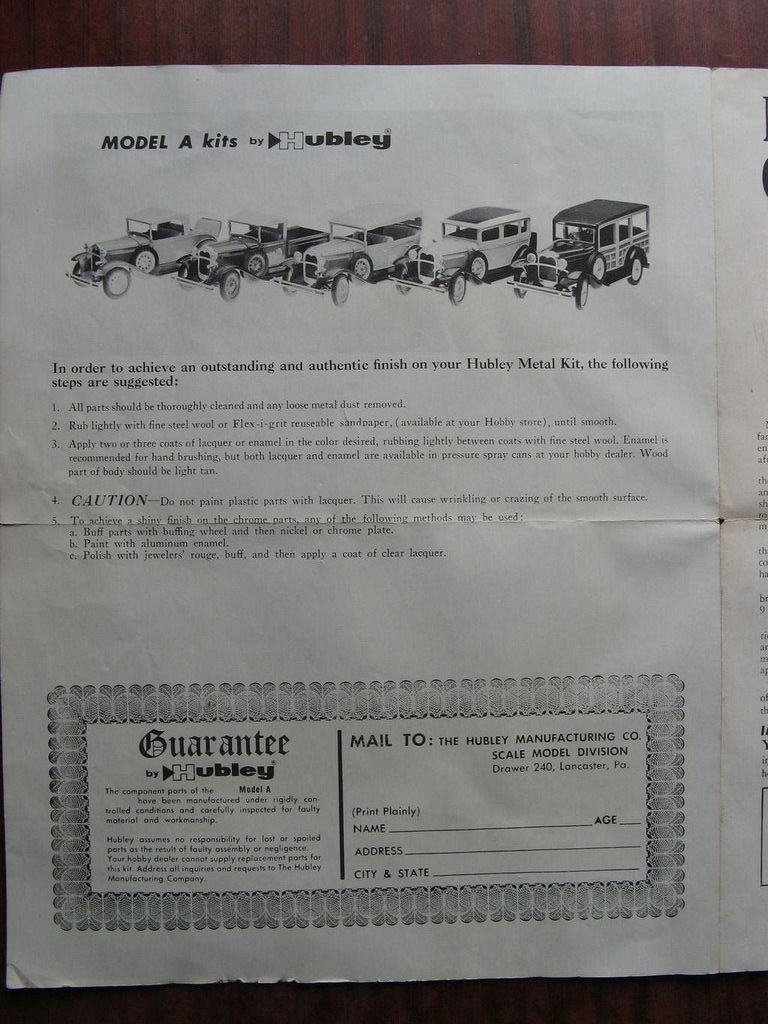 MODEL A kits by Hubley®
In order to achieve an outstanding and authentic finish on your Hubley Metal Kit, the following
steps are suggested:
1. All parts should be thoroughly cleaned and any loose metal dust removed.
2. Rub lightly with fine steel wool or Flex-i-grit reuseable sandpaper, (available at your Hobby store), until smooth.
3. Apply two or three coats of lacquer or enamel in the color desired, rubbing lightly between coats with fine steel wool. Enamel is
recommended for hand brushing, but both lacquer and enamel are available in pressure spray cans at your hobby dealer. Wood
part of body should be light tan.
4. CAUTION—Do not paint plastic parts with lacquer. This will cause wrinkling or crazing of the smooth surface.
5. To achieve a shiny finish on the chrome parts, any of the following methods may be used:
a. Buff parts with buffing wheel and then nickel or chrome plate.
b. Paint with aluminum enamel.
c. Polish with jewelers' rouge, buff, and then apply a coat of clear lacquer.
Guarantee
by Hubley®
The component parts of the Model A
have been manufactured under rigidly con-
trolled conditions and carefully inspected for faulty
material and workmanship.
Hubley assumes no responsibility for lost or spoiled
parts as the result of faulty assembly or negligence.
Your hobby dealer cannot supply replacement parts for
this kit. Address all inquiries and requests to The Hubley
Manufacturing Company.
MAIL TO: THE HUBLEY MANUFACTURING CO.
SCALE MODEL DIVISION
Drawer 240, Lancaster, Pa.
(Print Plainly)
NAME AGE
ADDRESS
CITY & STATE